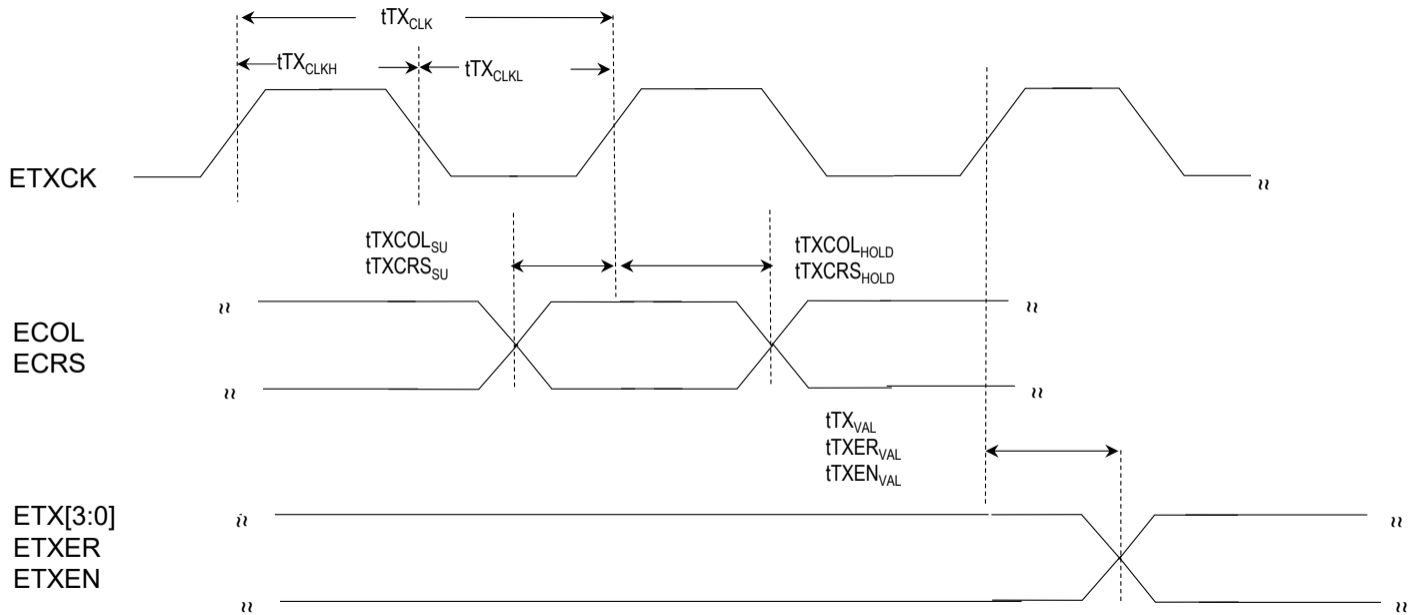 tTXCLK
tTXCLKH
tTXCLKL
ETXCK
tTXCOLSU
tTXCRSSU
tTXCOLHOLD
tTXCRSHOLD
ECOL
ECRS
tTXVAL
tTXERVAL
tTXENVAL
ETX[3:0]
ETXER
ETXEN